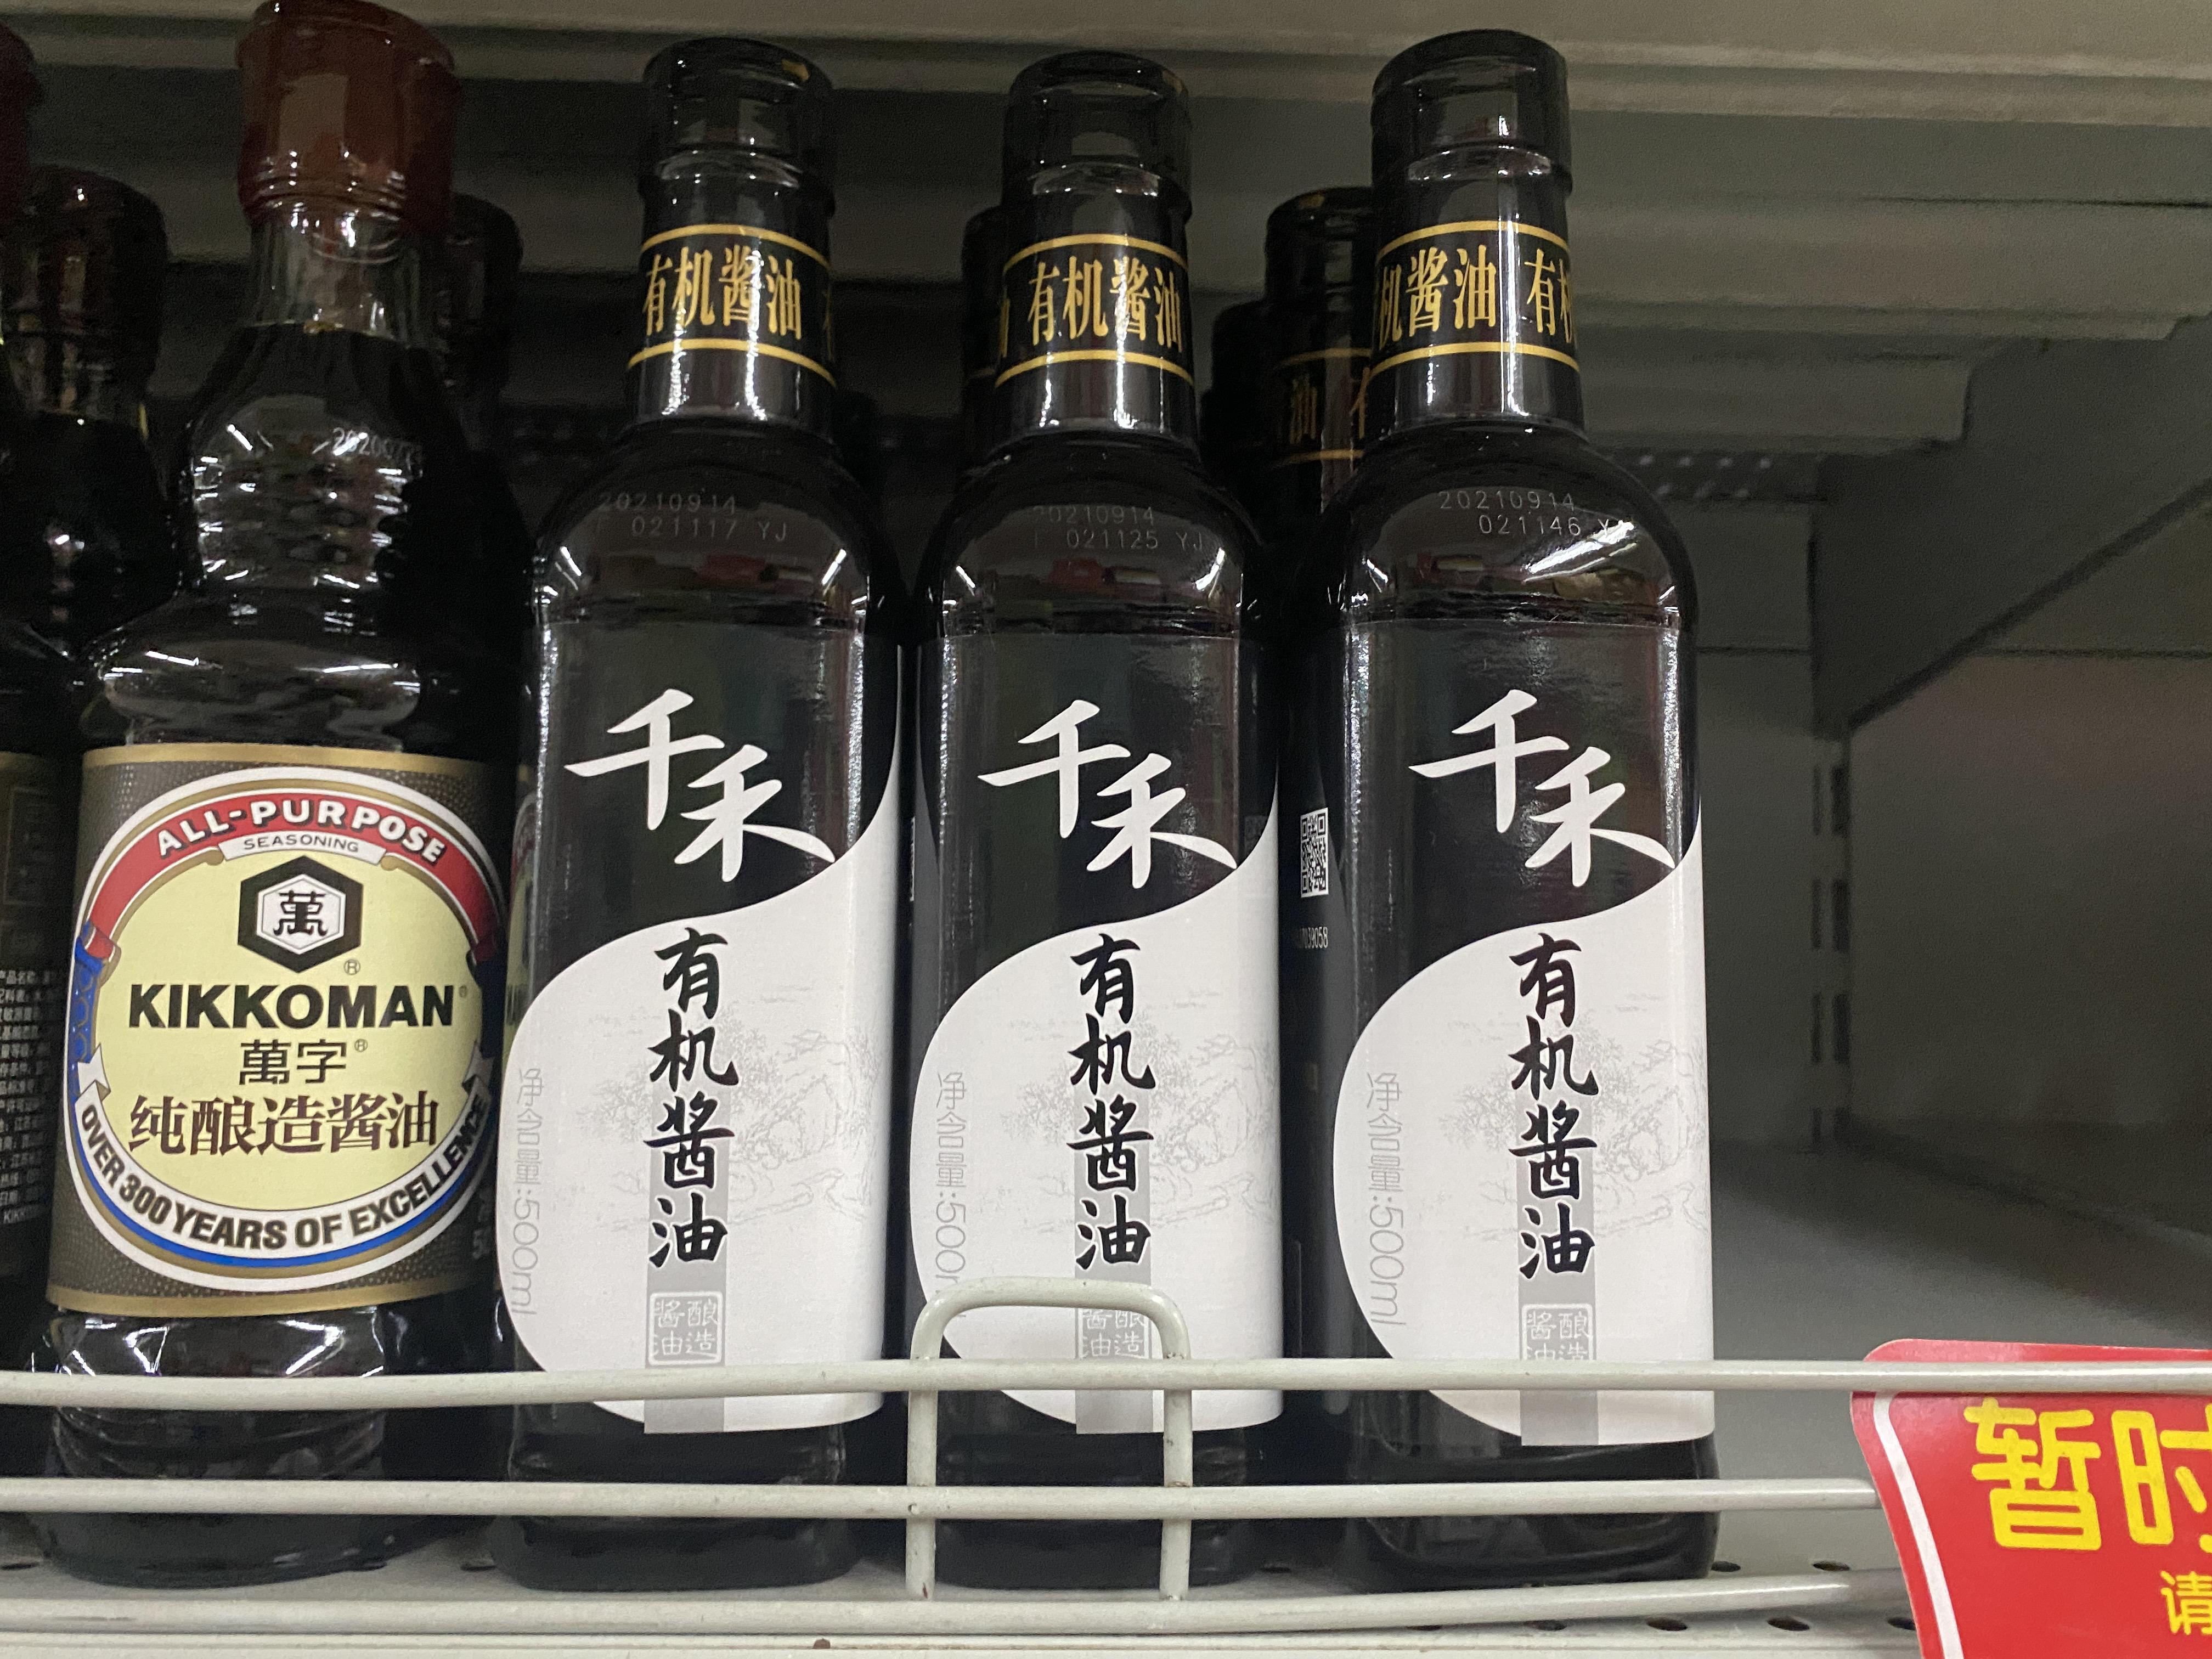 ALL-PURPOSE
SEASONING
萬
KIKKOMAN
萬字
纯酿造酱油
OVER 300 YEARS OF EXCELLENCE
有机酱油
20210914
021117 YJ
千禾
有机酱油
净含量:500ml
酿造酱油
有机酱油
20210914
021125 YJ
千禾
有机酱油
净含量:500m
酿造酱油
机酱油 有机
20210914
021146 YJ
千禾
有机酱油
净含量:500ml
酿造酱油
暂时
请